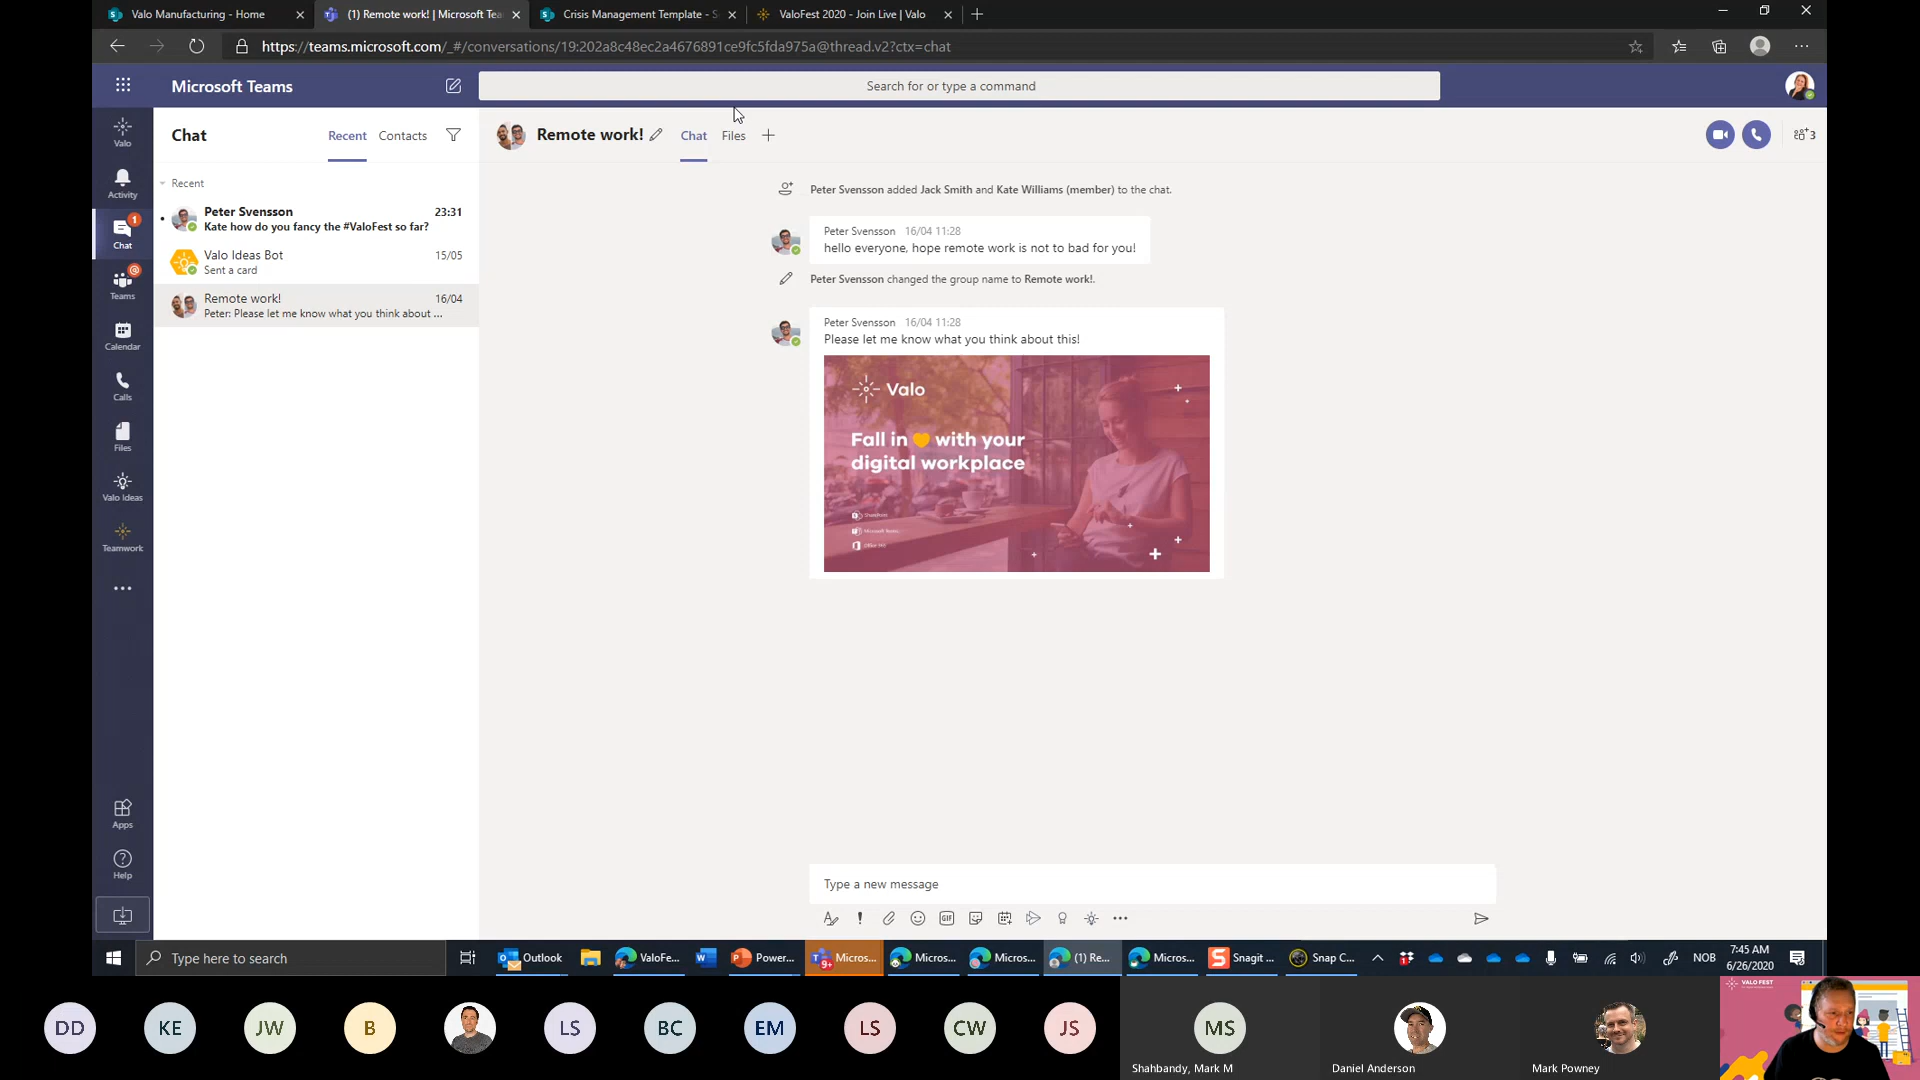 Valo Manufacturing - Home
(1) Remote work! | Microsoft Tea
Crisis Management Template - S
ValoFest 2020 - Join Live | Valo
https://teams.microsoft.com/_#/conversations/19:202a8c48ec2a4676891ce9fc5fda975a@thread.v2?ctx=chat
Microsoft Teams
Search for or type a command
Valo
Activity
Chat
1
Teams
@
Calendar
Calls
Files
Valo Ideas
Teamwork
Apps
Help
Chat
Recent
Contacts
Recent
Peter Svensson 23:31
Kate how do you fancy the #ValoFest so far?
Valo Ideas Bot 15/05
Sent a card
Remote work! 16/04
Peter: Please let me know what you think about ...
Remote work!
Chat
Files
3
Peter Svensson added Jack Smith and Kate Williams (member) to the chat.
Peter Svensson 16/04 11:28
hello everyone, hope remote work is not to bad for you!
Peter Svensson changed the group name to Remote work!.
Peter Svensson 16/04 11:28
Please let me know what you think about this!
Valo
Fall in with your
digital workplace
SharePoint
Microsoft Teams
Type a new message
GIF
Type here to search
Outlook
ValoFe...
Power...
9+
Micros...
Micros...
Micros...
(1) Re...
Micros...
Snagit ...
Snap C...
NOB
7:45 AM
6/26/2020
DD
KE
JW
B
LS
BC
EM
LS
CW
JS
MS
Shahbandy, Mark M
Daniel Anderson
Mark Powney
VALO FEST